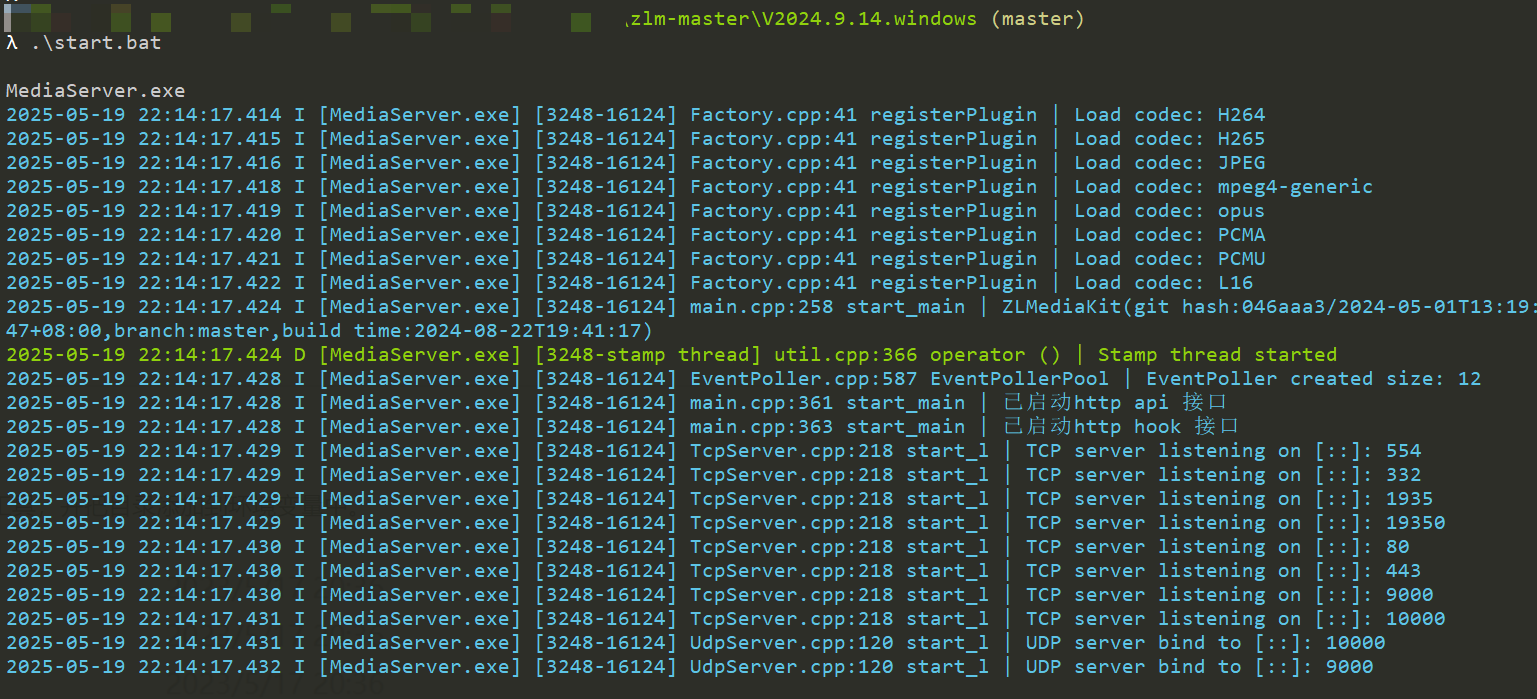 \zlm-master\V2024.9.14.windows (master)
λ .\start.bat
MediaServer.exe
2025-05-19 22:14:17.414 I [MediaServer.exe] [3248-16124] Factory.cpp:41 registerPlugin | Load codec: H264
2025-05-19 22:14:17.415 I [MediaServer.exe] [3248-16124] Factory.cpp:41 registerPlugin | Load codec: H265
2025-05-19 22:14:17.416 I [MediaServer.exe] [3248-16124] Factory.cpp:41 registerPlugin | Load codec: JPEG
2025-05-19 22:14:17.418 I [MediaServer.exe] [3248-16124] Factory.cpp:41 registerPlugin | Load codec: mpeg4-generic
2025-05-19 22:14:17.419 I [MediaServer.exe] [3248-16124] Factory.cpp:41 registerPlugin | Load codec: opus
2025-05-19 22:14:17.420 I [MediaServer.exe] [3248-16124] Factory.cpp:41 registerPlugin | Load codec: PCMA
2025-05-19 22:14:17.421 I [MediaServer.exe] [3248-16124] Factory.cpp:41 registerPlugin | Load codec: PCMU
2025-05-19 22:14:17.422 I [MediaServer.exe] [3248-16124] Factory.cpp:41 registerPlugin | Load codec: L16
2025-05-19 22:14:17.424 I [MediaServer.exe] [3248-16124] main.cpp:258 start_main | ZLMediaKit(git hash:046aaa3/2024-05-01T13:19:
47+08:00,branch:master,build time:2024-08-22T19:41:17)
2025-05-19 22:14:17.424 D [MediaServer.exe] [3248-stamp thread] util.cpp:366 operator () | Stamp thread started
2025-05-19 22:14:17.428 I [MediaServer.exe] [3248-16124] EventPoller.cpp:587 EventPollerPool | EventPoller created size: 12
2025-05-19 22:14:17.428 I [MediaServer.exe] [3248-16124] main.cpp:361 start_main | 已启动http api 接口
2025-05-19 22:14:17.428 I [MediaServer.exe] [3248-16124] main.cpp:363 start_main | 已启动http hook 接口
2025-05-19 22:14:17.429 I [MediaServer.exe] [3248-16124] TcpServer.cpp:218 start_l | TCP server listening on [::]: 554
2025-05-19 22:14:17.429 I [MediaServer.exe] [3248-16124] TcpServer.cpp:218 start_l | TCP server listening on [::]: 332
2025-05-19 22:14:17.429 I [MediaServer.exe] [3248-16124] TcpServer.cpp:218 start_l | TCP server listening on [::]: 1935
2025-05-19 22:14:17.429 I [MediaServer.exe] [3248-16124] TcpServer.cpp:218 start_l | TCP server listening on [::]: 19350
2025-05-19 22:14:17.430 I [MediaServer.exe] [3248-16124] TcpServer.cpp:218 start_l | TCP server listening on [::]: 80
2025-05-19 22:14:17.430 I [MediaServer.exe] [3248-16124] TcpServer.cpp:218 start_l | TCP server listening on [::]: 443
2025-05-19 22:14:17.430 I [MediaServer.exe] [3248-16124] TcpServer.cpp:218 start_l | TCP server listening on [::]: 9000
2025-05-19 22:14:17.431 I [MediaServer.exe] [3248-16124] TcpServer.cpp:218 start_l | TCP server listening on [::]: 10000
2025-05-19 22:14:17.431 I [MediaServer.exe] [3248-16124] UdpServer.cpp:120 start_l | UDP server bind to [::]: 10000
2025-05-19 22:14:17.432 I [MediaServer.exe] [3248-16124] UdpServer.cpp:120 start_l | UDP server bind to [::]: 9000